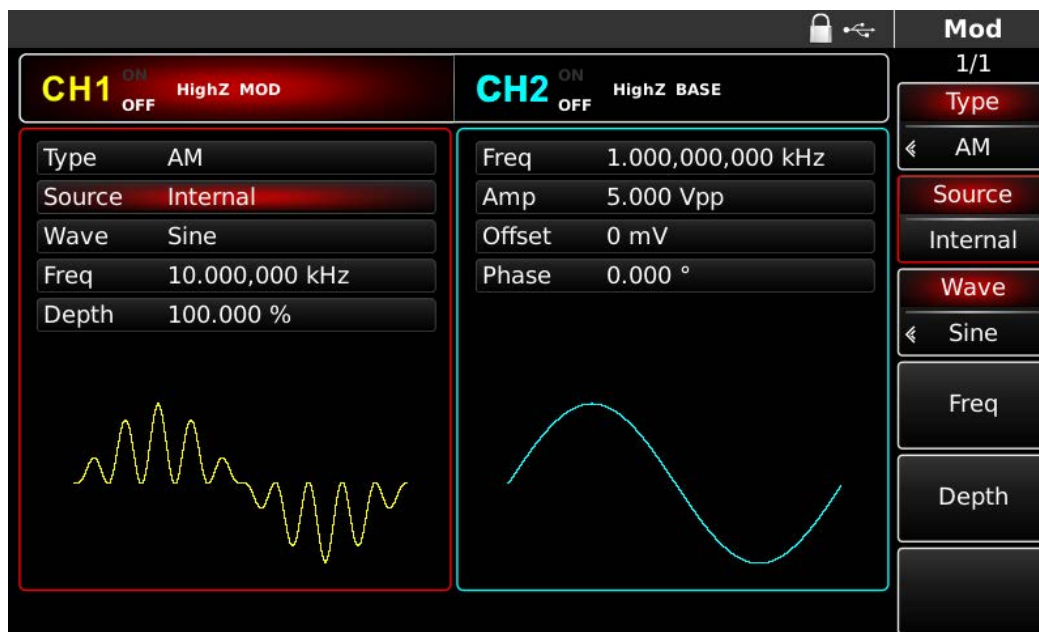 Mod
1/1
CH1 ON OFF HighZ MOD
CH2 ON OFF HighZ BASE
Type AM
Source Internal
Wave Sine
Freq 10.000,000 kHz
Depth 100.000 %
Freq 1.000,000,000 kHz
Amp 5.000 Vpp
Offset 0 mV
Phase 0.000 °
Type
AM
Source
Internal
Wave
Sine
Freq
Depth